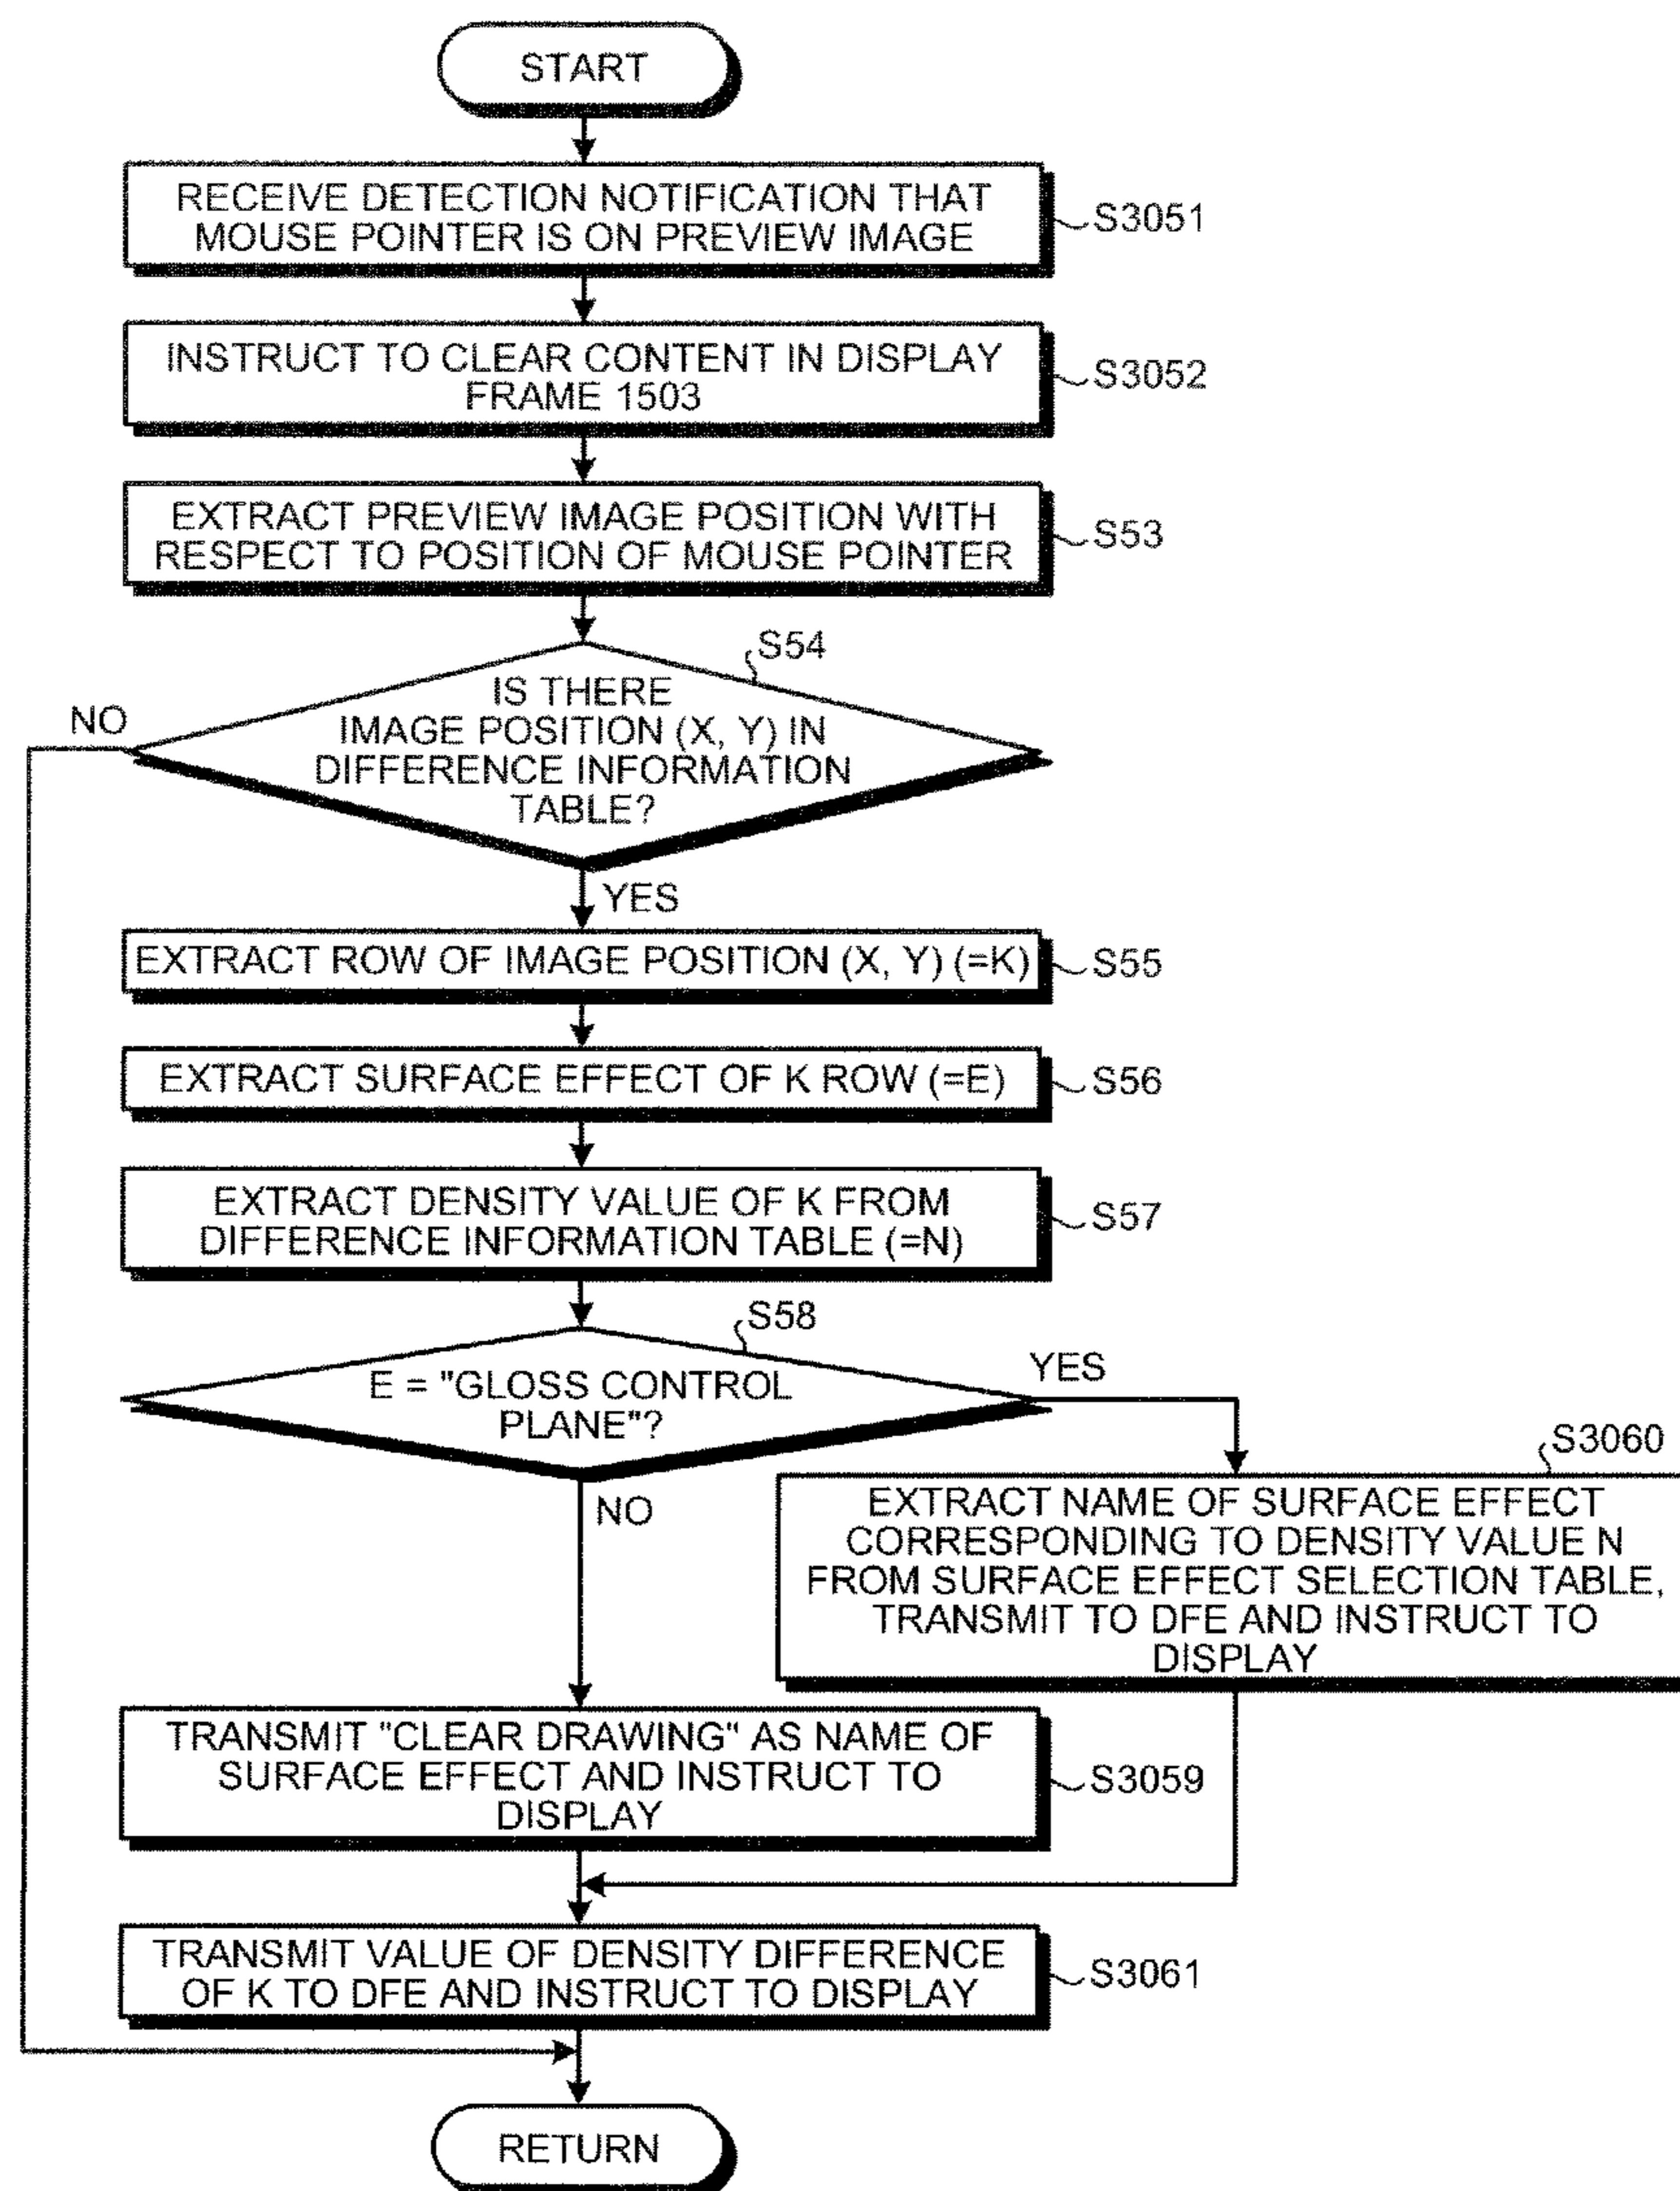 START
RECEIVE DETECTION NOTIFICATION THAT
MOUSE POINTER IS ON PREVIEW IMAGE
S3051
INSTRUCT TO CLEAR CONTENT IN DISPLAY
FRAME 1503
S3052
EXTRACT PREVIEW IMAGE POSITION WITH
RESPECT TO POSITION OF MOUSE POINTER
S53
S54
IS THERE
IMAGE POSITION (X, Y) IN
DIFFERENCE INFORMATION
TABLE?
NO
YES
EXTRACT ROW OF IMAGE POSITION (X, Y) (=K)
S55
EXTRACT SURFACE EFFECT OF K ROW (=E)
S56
EXTRACT DENSITY VALUE OF K FROM
DIFFERENCE INFORMATION TABLE (=N)
S57
S58
E = "GLOSS CONTROL
PLANE"?
YES
NO
S3060
EXTRACT NAME OF SURFACE EFFECT
CORRESPONDING TO DENSITY VALUE N
FROM SURFACE EFFECT SELECTION TABLE,
TRANSMIT TO DFE AND INSTRUCT TO
DISPLAY
TRANSMIT "CLEAR DRAWING" AS NAME OF
SURFACE EFFECT AND INSTRUCT TO
DISPLAY
S3059
TRANSMIT VALUE OF DENSITY DIFFERENCE
OF K TO DFE AND INSTRUCT TO DISPLAY
S3061
RETURN